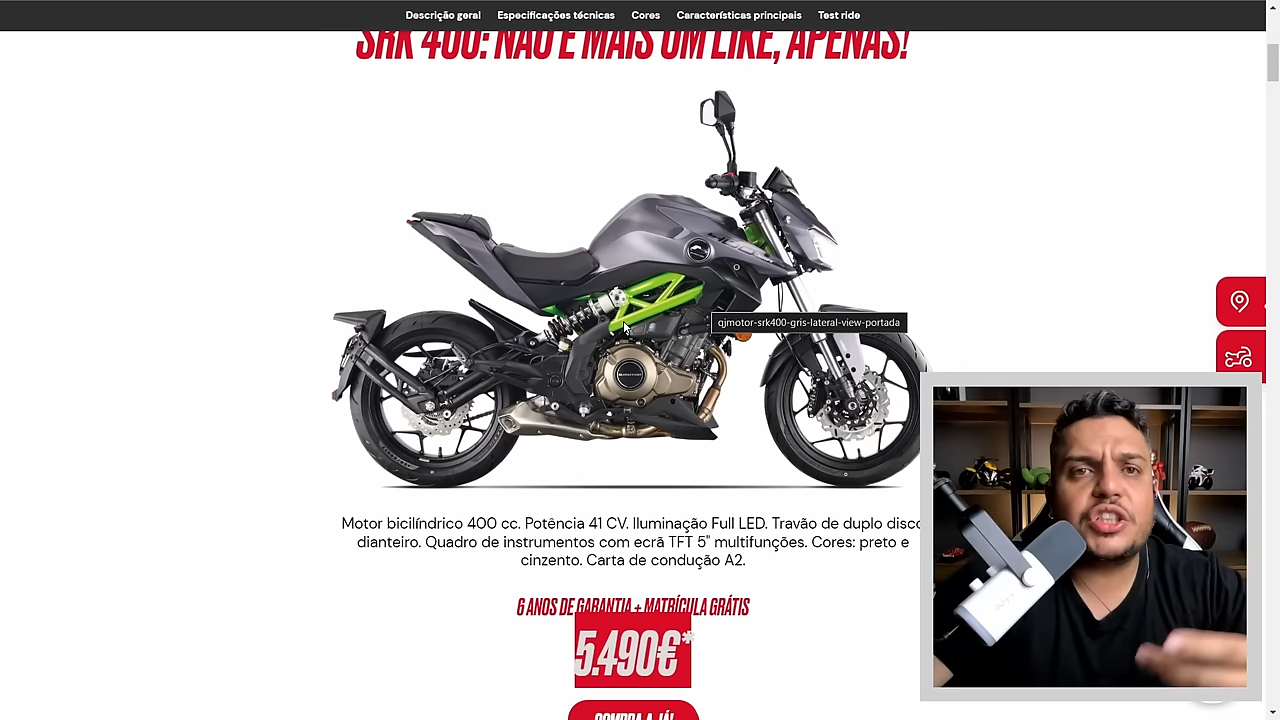 Descrição geral Especificações técnicas Cores Características principais Test ride
SRK 400: NÃO É MAIS UM LIKE, APENAS!
qjmotor-srk400-gris-lateral-view-portada
Motor bicilíndrico 400 cc. Potência 41 CV. Iluminação Full LED. Travão de duplo disco
dianteiro. Quadro de instrumentos com ecrã TFT 5" multifunções. Cores: preto e
cinzento. Carta de condução A2.
6 ANOS DE GARANTIA + MATRÍCULA GRÁTIS
5.490€*
COMPRA A JÁ!